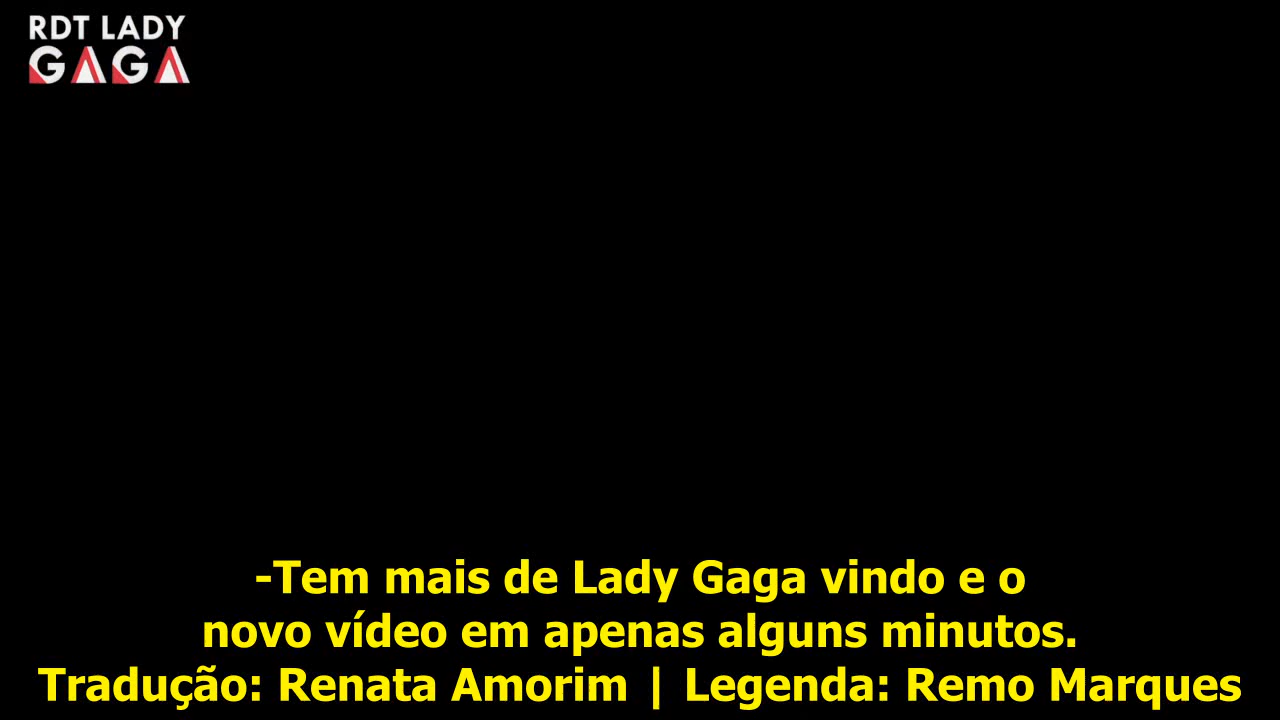 RDT LADY
GAGA
-Tem mais de Lady Gaga vindo e o
novo vídeo em apenas alguns minutos.
Tradução: Renata Amorim | Legenda: Remo Marques